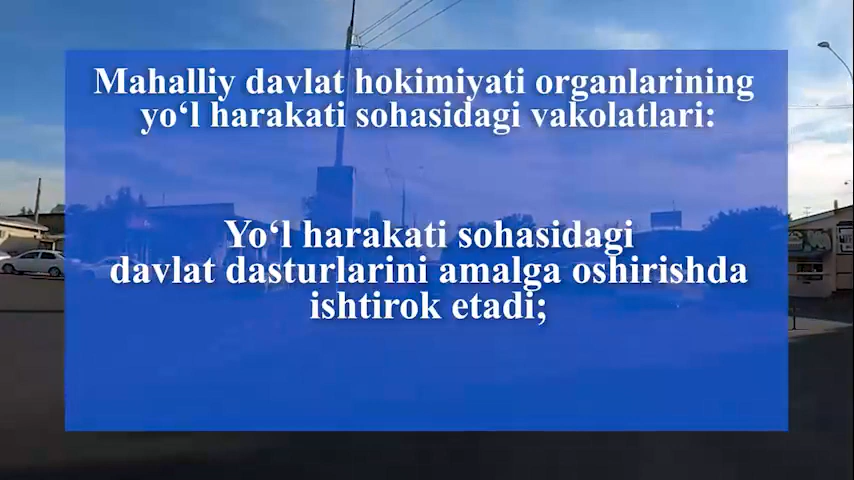 Mahalliy davlat hokimiyati organlarining
yo‘l harakati sohasidagi vakolatlari:
Yo‘l harakati sohasidagi
davlat dasturlarini amalga oshirishda
ishtirok etadi;